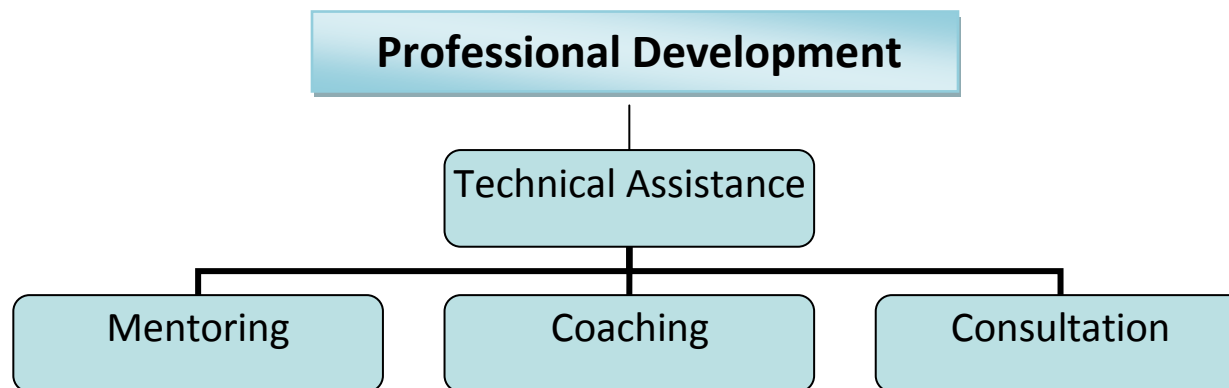 Professional Development
Technical Assistance
Mentoring
Coaching
Consultation